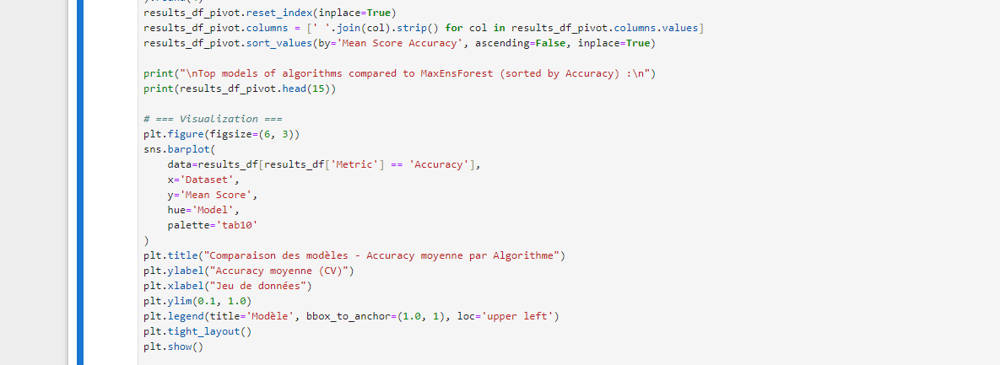 results_df_pivot.reset_index(inplace=True)
results_df_pivot.columns = [' '.join(col).strip() for col in results_df_pivot.columns.values]
results_df_pivot.sort_values(by='Mean Score Accuracy', ascending=False, inplace=True)
print("\nTop models of algorithms compared to MaxEnsForest (sorted by Accuracy) :\n")
print(results_df_pivot.head(15))
# === Visualization ===
plt.figure(figsize=(6, 3))
sns.barplot(
    data=results_df[results_df['Metric'] == 'Accuracy'],
    x='Dataset',
    y='Mean Score',
    hue='Model',
    palette='tab10'
)
plt.title("Comparaison des modèles - Accuracy moyenne par Algorithme")
plt.ylabel("Accuracy moyenne (CV)")
plt.xlabel("Jeu de données")
plt.ylim(0.1, 1.0)
plt.legend(title='Modèle', bbox_to_anchor=(1.0, 1), loc='upper left')
plt.tight_layout()
plt.show()